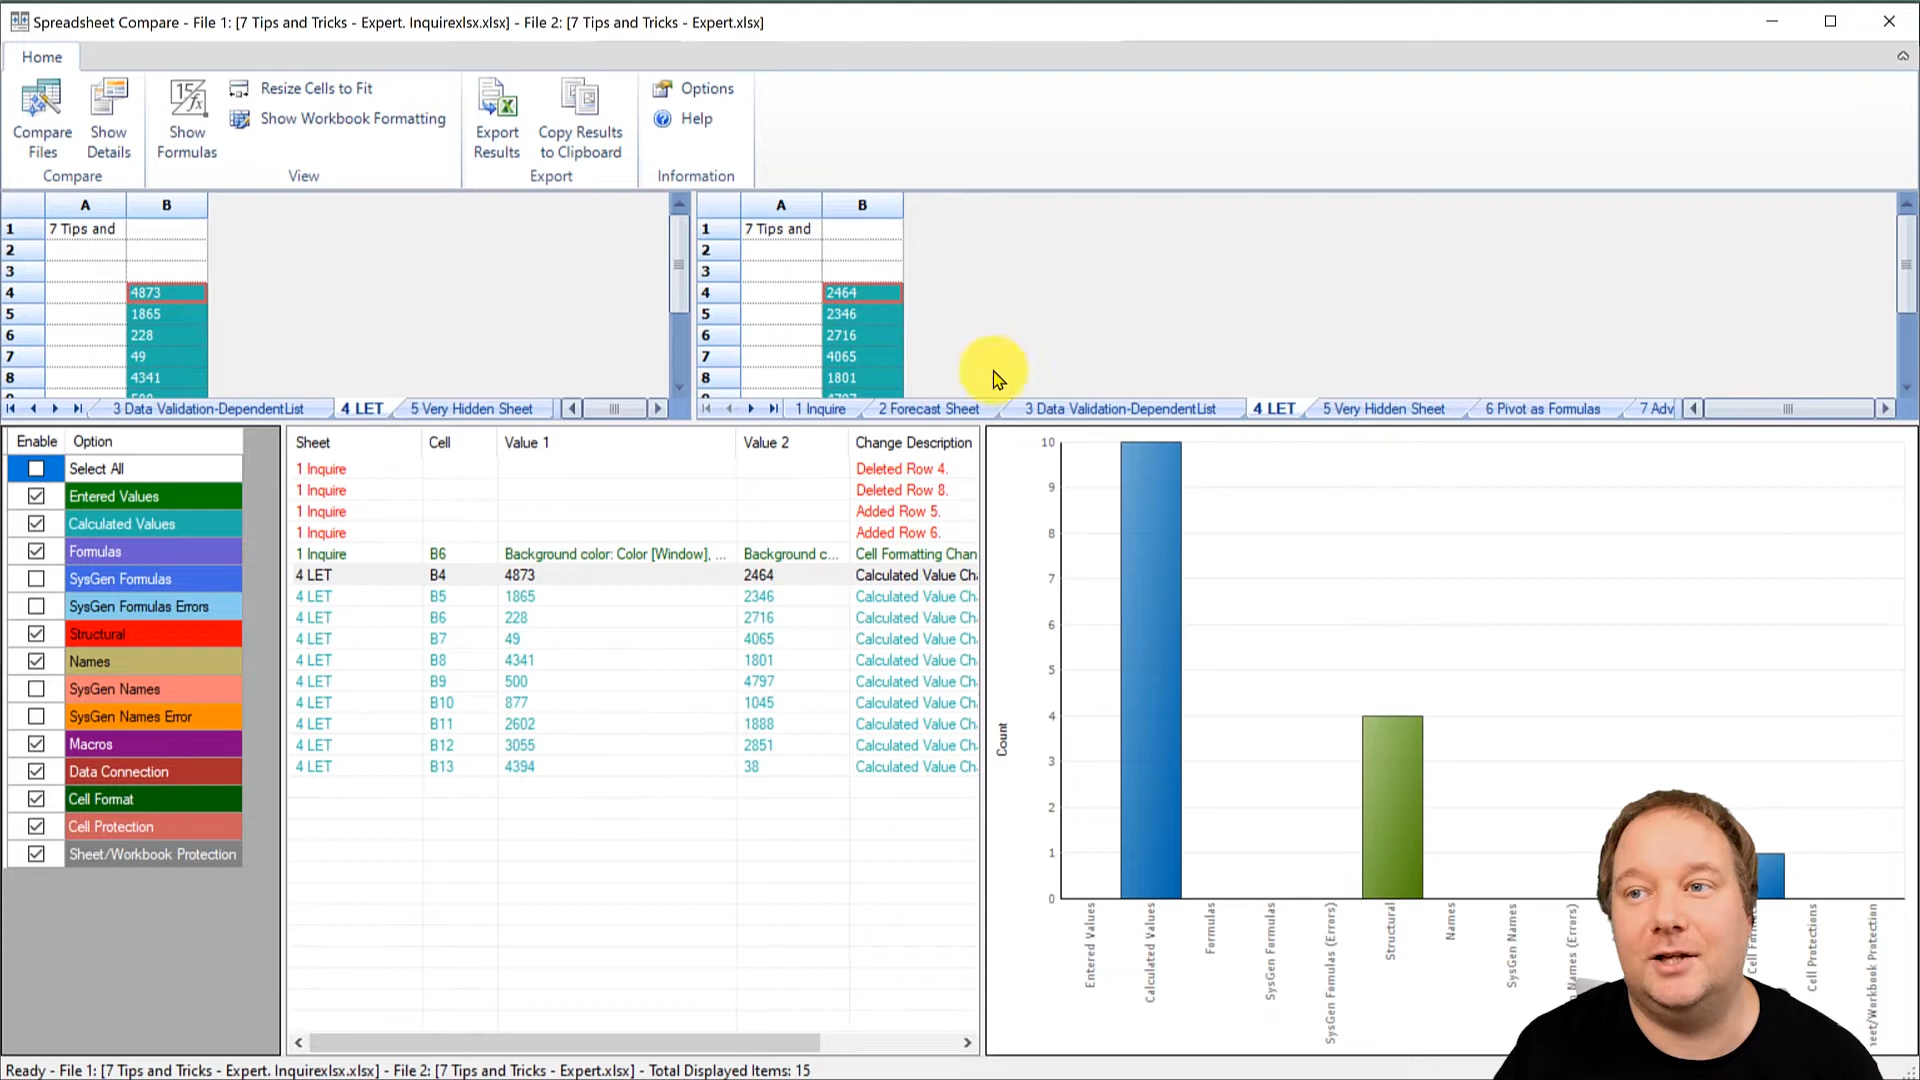 Spreadsheet Compare - File 1: [7 Tips and Tricks - Expert. Inquirexlsx.xlsx] - File 2: [7 Tips and Tricks - Expert.xlsx]
Home
Compare Files
Show Details
Compare
Show Formulas
Resize Cells to Fit
Show Workbook Formatting
View
Export Results
Copy Results to Clipboard
Export
Options
Help
Information
A B
1 7 Tips and
2
3
4 4873
5 1865
6 228
7 49
8 4341
3 Data Validation-DependentList 4 LET 5 Very Hidden Sheet
A B
1 7 Tips and
2
3
4 2464
5 2346
6 2716
7 4065
8 1801
1 Inquire 2 Forecast Sheet 3 Data Validation-DependentList 4 LET 5 Very Hidden Sheet 6 Pivot as Formulas 7 Adv
Enable Option
Select All
Entered Values
Calculated Values
Formulas
SysGen Formulas
SysGen Formulas Errors
Structural
Names
SysGen Names
SysGen Names Error
Macros
Data Connection
Cell Format
Cell Protection
Sheet/Workbook Protection
Sheet Cell Value 1 Value 2 Change Description
1 Inquire Deleted Row 4.
1 Inquire Deleted Row 8.
1 Inquire Added Row 5.
1 Inquire Added Row 6.
1 Inquire B6 Background color: Color [Window], ... Background c... Cell Formatting Chan
4 LET B4 4873 2464 Calculated Value Ch
4 LET B5 1865 2346 Calculated Value Ch
4 LET B6 228 2716 Calculated Value Ch
4 LET B7 49 4065 Calculated Value Ch
4 LET B8 4341 1801 Calculated Value Ch
4 LET B9 500 4797 Calculated Value Ch
4 LET B10 877 1045 Calculated Value Ch
4 LET B11 2602 1888 Calculated Value Ch
4 LET B12 3055 2851 Calculated Value Ch
4 LET B13 4394 38 Calculated Value Ch
10
9
8
7
6
5
4
3
2
1
0
Count
Entered Values
Calculated Values
Formulas
SysGen Formulas
SysGen Formulas (Errors)
Structural
Names
SysGen Names
Names (Errors)
Cell Form
Cell Protections
heet/Workbook Protection
Ready - File 1: [7 Tips and Tricks - Expert. Inquirexlsx.xlsx] - File 2: [7 Tips and Tricks - Expert.xlsx] - Total Displayed Items: 15